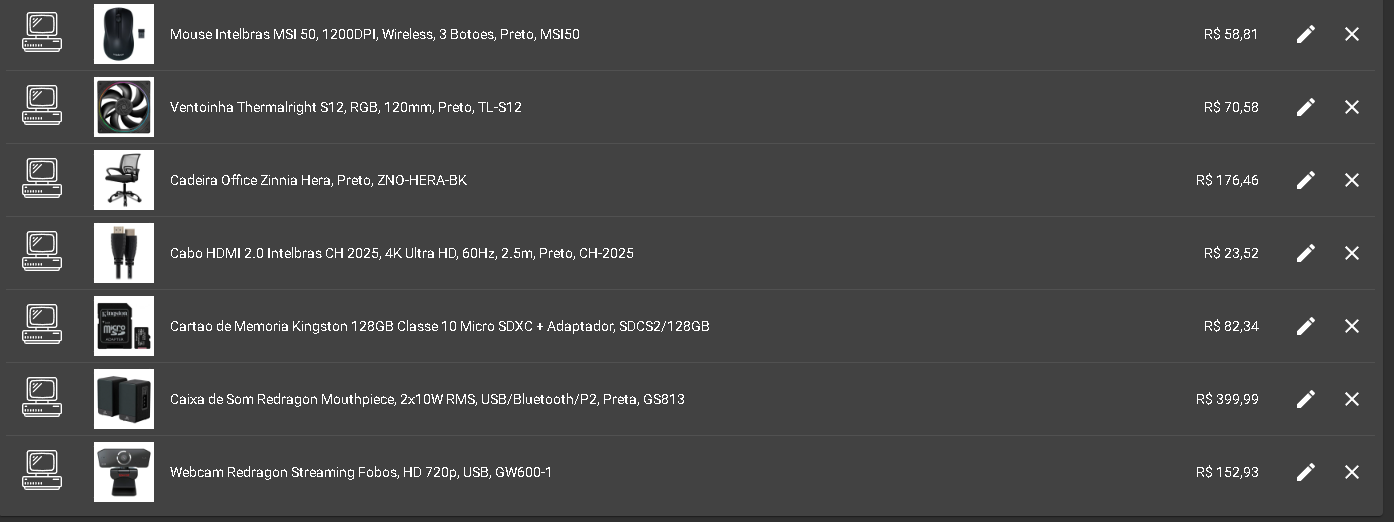 Mouse Intelbras MSI 50, 1200DPI, Wireless, 3 Botoes, Preto, MSI50 R$ 58,81
Ventoinha Thermalright S12, RGB, 120mm, Preto, TL-S12 R$ 70,58
Cadeira Office Zinnia Hera, Preto, ZNO-HERA-BK R$ 176,46
Cabo HDMI 2.0 Intelbras CH 2025, 4K Ultra HD, 60Hz, 2.5m, Preto, CH-2025 R$ 23,52
Kingston
micro
SD
ADAPTER
Cartao de Memoria Kingston 128GB Classe 10 Micro SDXC + Adaptador, SDCS2/128GB R$ 82,34
Caixa de Som Redragon Mouthpiece, 2x10W RMS, USB/Bluetooth/P2, Preta, GS813 R$ 399,99
Webcam Redragon Streaming Fobos, HD 720p, USB, GW600-1 R$ 152,93